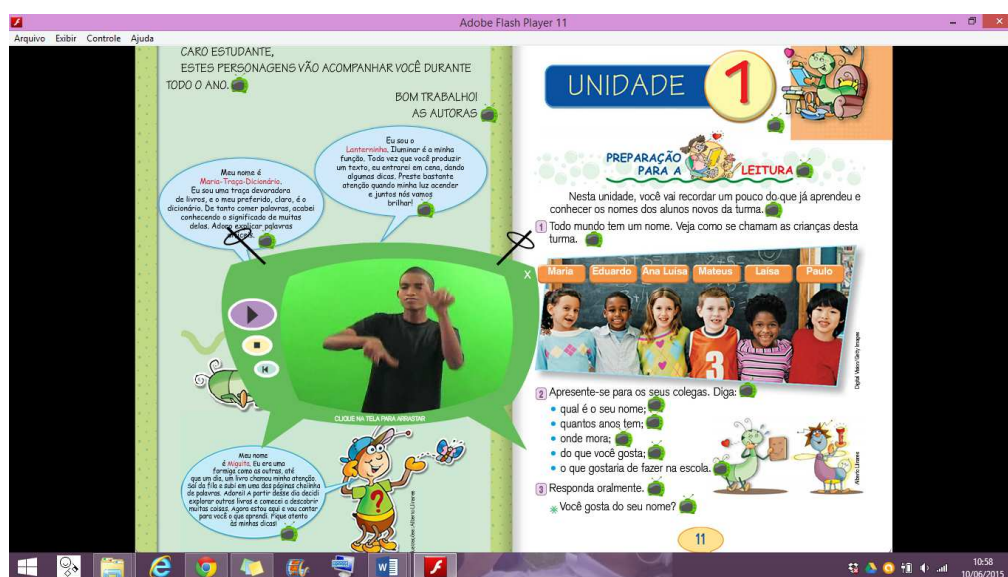 Adobe Flash Player 11
Arquivo Exibir Controle Ajuda
CARO ESTUDANTE,
ESTES PERSONAGENS VÃO ACOMPANHAR VOCÊ DURANTE
TODO O ANO.
BOM TRABALHO!
AS AUTORAS
Eu sou o
Lanterninha. Iluminar é a minha
função. Toda vez que você produzir
um texto, eu entrarei em cena, dando
algumas dicas. Preste bastante
atenção quando minha luz acender
e juntos nós vamos
brilhar!
Meu nome é
Maria-Traça-Dicionário.
Eu sou uma traça devoradora
de livros, e o meu preferido, claro, é o
dicionário. De tanto comer palavras, acabei
conhecendo o significado de muitas
delas. Adoro explicar palavras
X
CLIQUE NA TELA PARA ARRASTAR
Meu nome
é Miguita. Eu era uma
formiga como as outras, até
que um dia, um livro chamou minha atenção.
Saí da fila e subi em uma das páginas cheinha
de palavras. Adorei! A partir desse dia decidi
explorar outros livros e comecei a descobrir
muitas coisas. Agora estou aqui e vou contar
para você o que aprendi. Fique atento
às minhas dicas!
?
Alberto Llinares
UNIDADE 1
PREPARAÇÃO
PARA A LEITURA
Nesta unidade, você vai recordar um pouco do que já aprendeu e
conhecer os nomes dos alunos novos da turma.
1 Todo mundo tem um nome. Veja como se chamam as crianças desta
turma.
Maria Eduardo Ana Luísa Mateus Laísa Paulo
3
Digital Vision/Getty Images
2 Apresente-se para os seus colegas. Diga:
• qual é o seu nome;
• quantos anos tem;
• onde mora;
• do que você gosta;
• o que gostaria de fazer na escola.
Alberto Llinares
3 Responda oralmente.
Você gosta do seu nome?
11
10:58
10/06/2015